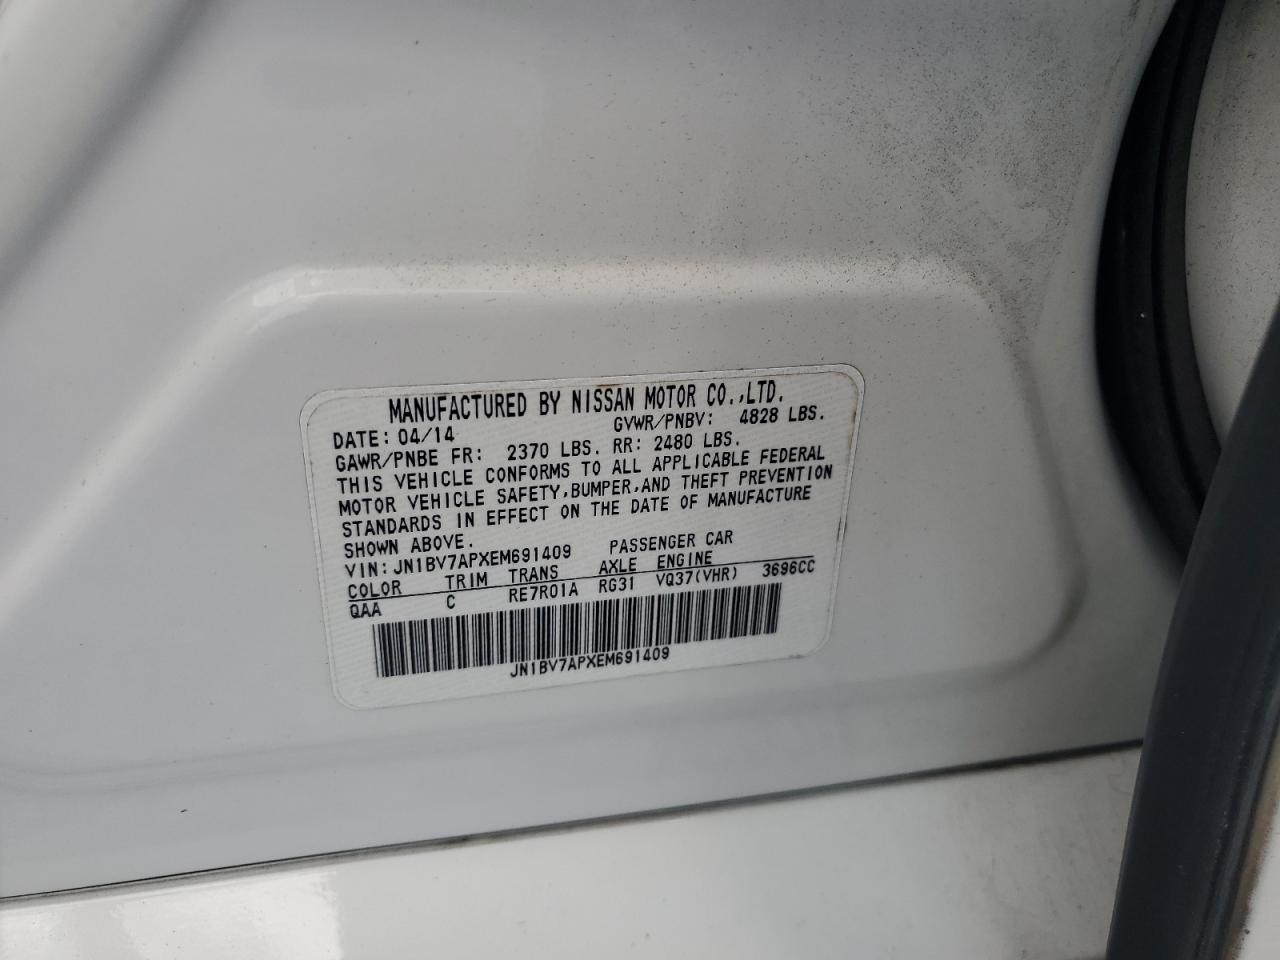 MANUFACTURED BY NISSAN MOTOR CO.,LTD.
DATE: 04/14 GVWR/PNBV: 4828 LBS.
GAWR/PNBE FR: 2370 LBS. RR: 2480 LBS.
THIS VEHICLE CONFORMS TO ALL APPLICABLE FEDERAL
MOTOR VEHICLE SAFETY,BUMPER,AND THEFT PREVENTION
STANDARDS IN EFFECT ON THE DATE OF MANUFACTURE
SHOWN ABOVE.
VIN: JN1BV7APXEM691409 PASSENGER CAR
COLOR TRIM TRANS AXLE ENGINE
QAA C RE7R01A RG31 VQ37(VHR) 3696CC
JN1BV7APXEM691409